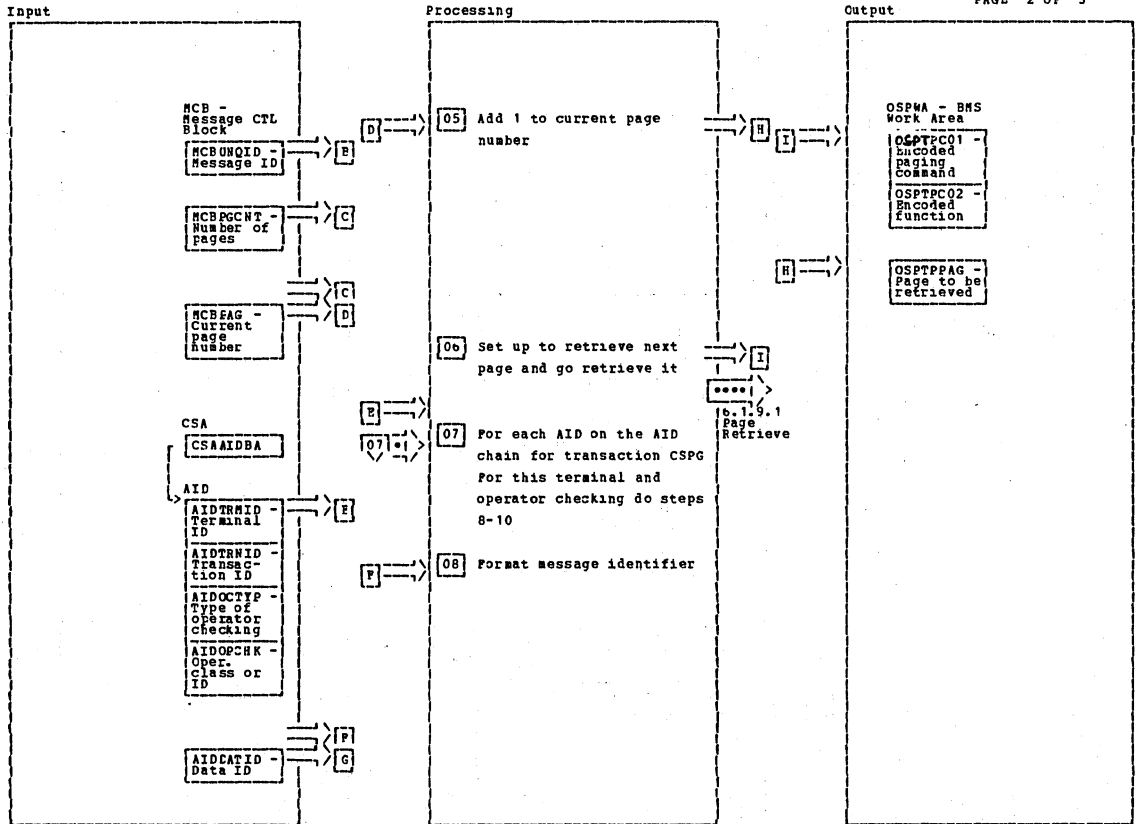 PAGE 2 OF 3
Input
Processing
Output
MCB -
Message CTL
Block
MCBUNQID -
Message ID
B
MCBPGCNT -
Number of
pages
C
C
MCBPAG -
Current
page
number
D
CSA
CSAAIDBA
AID
AIDTRMID -
Terminal
ID
E
AIDTRNID -
Transac-
tion ID
AIDOCTYP -
Type of
operator
checking
AIDOPCHK -
Oper.
class or
ID
F
AIDDATID -
Data ID
G
D
05 Add 1 to current page
number
H
06 Set up to retrieve next
page and go retrieve it
I
6.1.9.1
Page
Retrieve
E
07
07 For each AID on the AID
chain for transaction CSPG
For this terminal and
operator checking do steps
8-10
F
08 Format message identifier
I
OSPWA - BMS
Work Area
OSPTPC01 -
Encoded
paging
command
OSPTPC02 -
Encoded
function
H
OSPTPPAG -
Page to be
retrieved